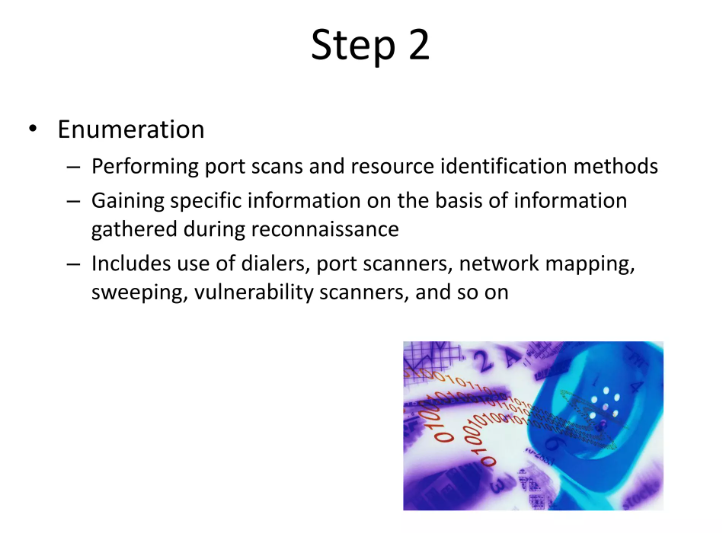 Step 2
• Enumeration
– Performing port scans and resource identification methods
– Gaining specific information on the basis of information
gathered during reconnaissance
– Includes use of dialers, port scanners, network mapping,
sweeping, vulnerability scanners, and so on
2 A